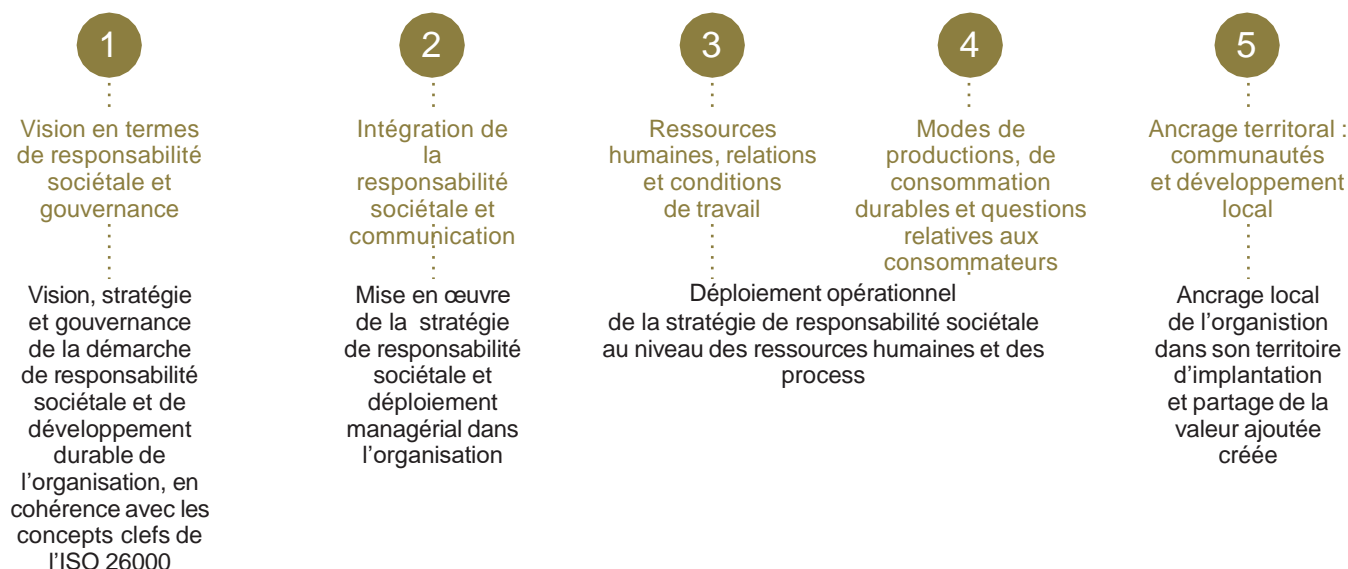 1
Vision en termes
de responsabilité
sociétale et
gouvernance
Vision, stratégie
et gouvernance
de la démarche
de responsabilité
sociétale et de
développement
durable de
l’organisation, en
cohérence avec les
concepts clefs de
l’ISO 26000
2
Intégration de
la
responsabilité
sociétale et
communication
Mise en œuvre
de la stratégie
de responsabilité
sociétale et
déploiement
managérial dans
l’organisation
3
Ressources
humaines, relations
et conditions
de travail
4
Modes de
productions, de
consommation
durables et questions
relatives aux
consommateurs
Déploiement opérationnel
de la stratégie de responsabilité sociétale
au niveau des ressources humaines et des
process
5
Ancrage territoral :
communautés
et développement
local
Ancrage local
de l’organistion
dans son territoire
d’implantation
et partage de la
valeur ajoutée
créée